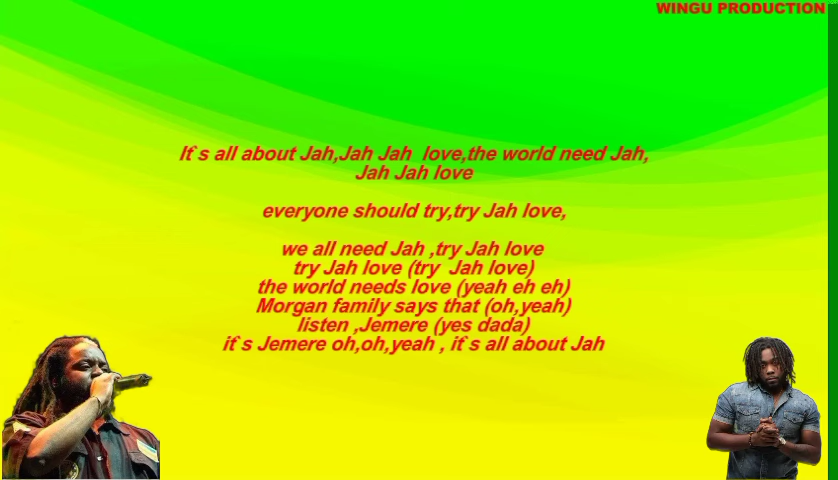 WINGU PRODUCTION
It`s all about Jah,Jah Jah  love,the world need Jah,
Jah Jah love
everyone should try,try Jah love,
we all need Jah ,try Jah love
try Jah love (try  Jah love)
the world needs love (yeah eh eh)
Morgan family says that (oh,yeah)
listen ,Jemere (yes dada)
it`s Jemere oh,oh,yeah , it`s all about Jah